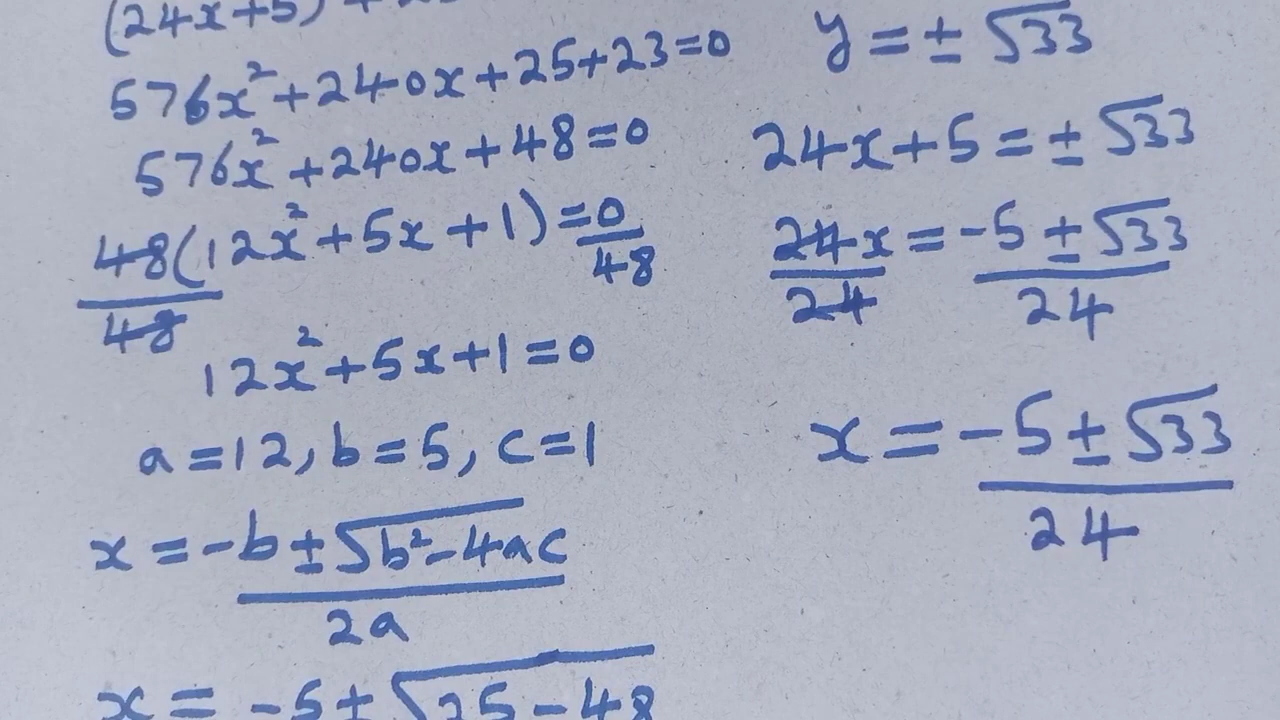 (24x+5)
576x²+240x+25+23=0
576x²+240x+48=0
48(12x²+5x+1)=0
48 48
12x²+5x+1=0
a=12, b=5, c=1
x=-b±√b²-4ac
2a
x=-5±√25-48
y=±√33
24x+5=±√33
24x=-5±√33
24 24
x=-5±√33
24